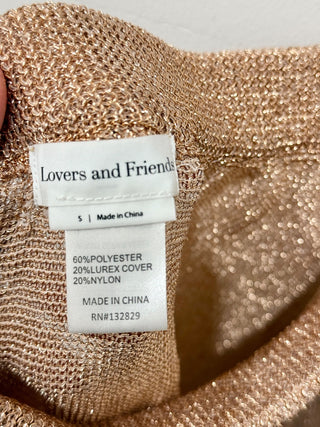 Lovers and Friends
S | Made in China
60%POLYESTER
20%LUREX COVER
20%NYLON
MADE IN CHINA
RN#132829